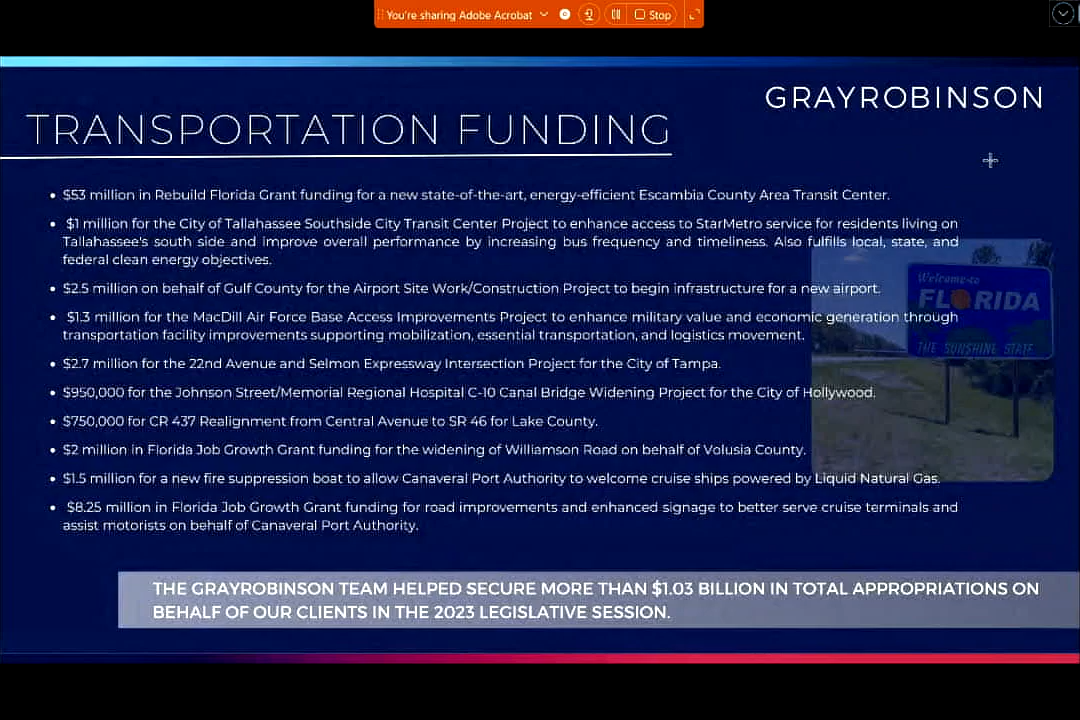 You're sharing Adobe Acrobat
Stop
GRAYROBINSON
TRANSPORTATION FUNDING
• $53 million in Rebuild Florida Grant funding for a new state-of-the-art, energy-efficient Escambia County Area Transit Center.
• $1 million for the City of Tallahassee Southside City Transit Center Project to enhance access to StarMetro service for residents living on
Tallahassee's south side and improve overall performance by increasing bus frequency and timeliness. Also fulfills local, state, and
federal clean energy objectives.
• $2.5 million on behalf of Gulf County for the Airport Site Work/Construction Project to begin infrastructure for a new airport.
• $1.3 million for the MacDill Air Force Base Access Improvements Project to enhance military value and economic generation through
transportation facility improvements supporting mobilization, essential transportation, and logistics movement.
• $2.7 million for the 22nd Avenue and Selmon Expressway Intersection Project for the City of Tampa.
• $950,000 for the Johnson Street/Memorial Regional Hospital C-10 Canal Bridge Widening Project for the City of Hollywood.
• $750,000 for CR 437 Realignment from Central Avenue to SR 46 for Lake County.
• $2 million in Florida Job Growth Grant funding for the widening of Williamson Road on behalf of Volusia County.
• $1.5 million for a new fire suppression boat to allow Canaveral Port Authority to welcome cruise ships powered by Liquid Natural Gas.
• $8.25 million in Florida Job Growth Grant funding for road improvements and enhanced signage to better serve cruise terminals and
assist motorists on behalf of Canaveral Port Authority.
Welcome to
FLORIDA
THE SUNSHINE STATE
THE GRAYROBINSON TEAM HELPED SECURE MORE THAN $1.03 BILLION IN TOTAL APPROPRIATIONS ON
BEHALF OF OUR CLIENTS IN THE 2023 LEGISLATIVE SESSION.